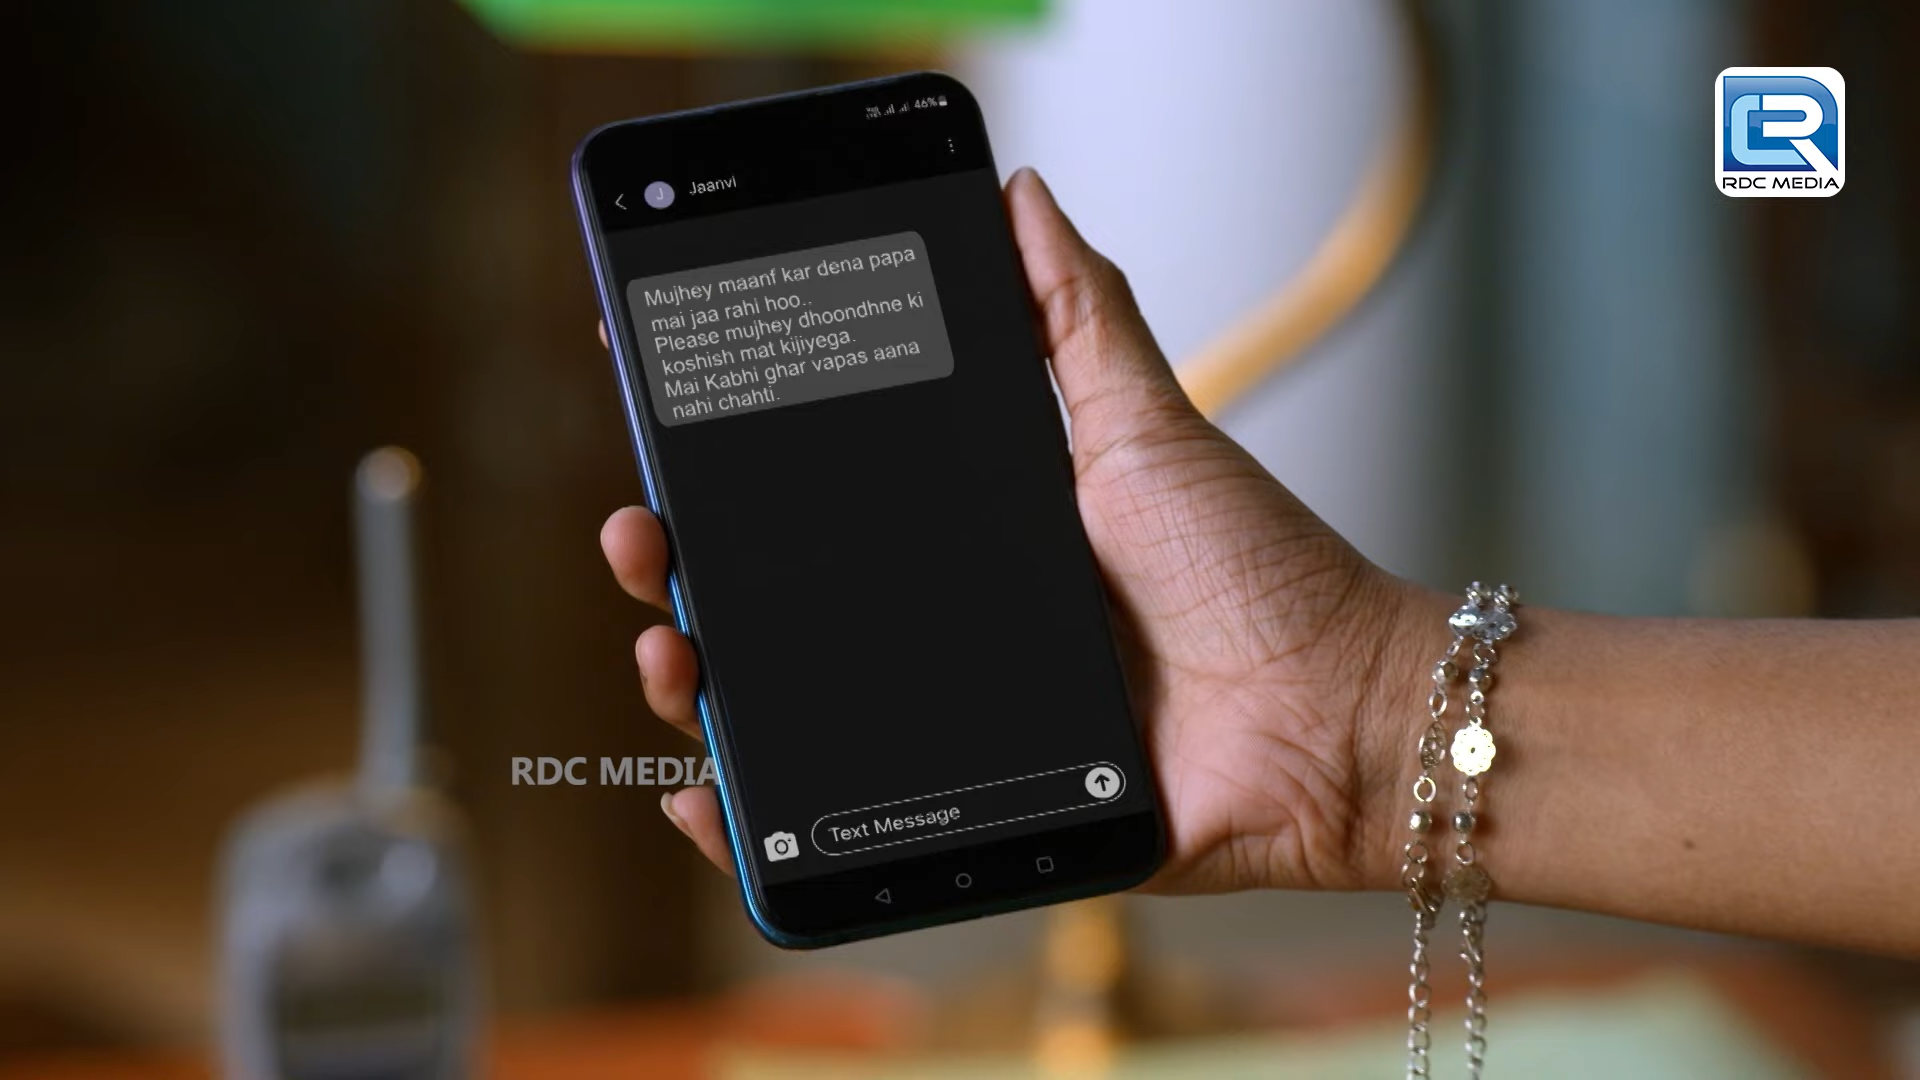 46%
J
Jaanvi
Mujhey maanf kar dena papa
mai jaa rahi hoo..
Please mujhey dhoondhne ki
koshish mat kijiyega.
Mai Kabhi ghar vapas aana
nahi chahti.
Text Message
RDC MEDIA
RDC MEDIA